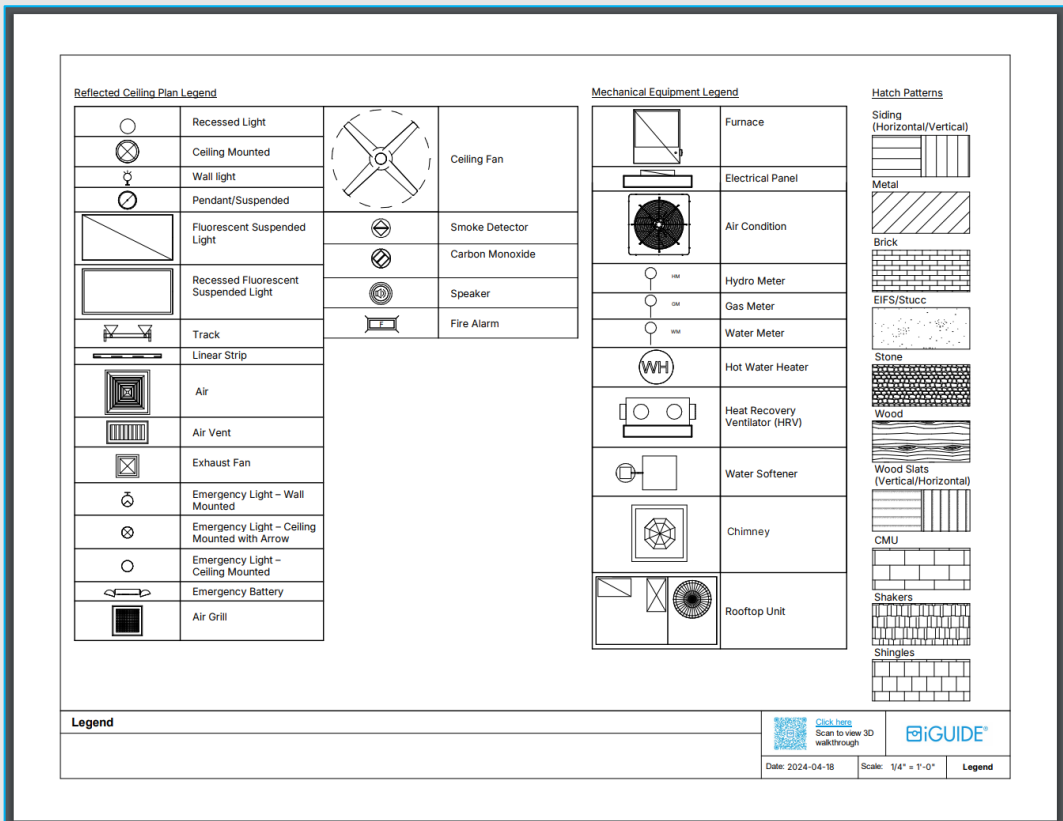 Reflected Ceiling Plan Legend
Recessed Light
Ceiling Mounted
Wall light
Pendant/Suspended
Fluorescent Suspended
Light
Recessed Fluorescent
Suspended Light
Track
Linear Strip
Air
Air Vent
Exhaust Fan
Emergency Light – Wall
Mounted
Emergency Light – Ceiling
Mounted with Arrow
Emergency Light –
Ceiling Mounted
Emergency Battery
Air Grill
Ceiling Fan
Smoke Detector
Carbon Monoxide
Speaker
F
Fire Alarm
Mechanical Equipment Legend
Furnace
Electrical Panel
Air Condition
HM
Hydro Meter
GM
Gas Meter
WM
Water Meter
WH
Hot Water Heater
Heat Recovery
Ventilator (HRV)
Water Softener
Chimney
Rooftop Unit
Hatch Patterns
Siding
(Horizontal/Vertical)
Metal
Brick
EIFS/Stucc
Stone
Wood
Wood Slats
(Vertical/Horizontal)
CMU
Shakers
Shingles
Legend
Click here
Scan to view 3D
walkthrough
iGUIDE®
Date: 2024-04-18
Scale: 1/4" = 1'-0"
Legend